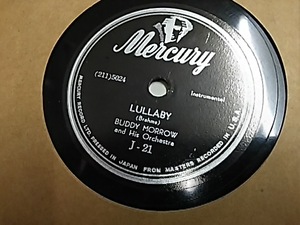 Mercury
(211)5024
Instrumental
LULLABY
(Brahms)
BUDDY MORROW
and His Orchestra
J - 21
MERCURY RECORD LTD. PRESSED IN JAPAN FROM MASTERS RECORDED IN U.S.A.